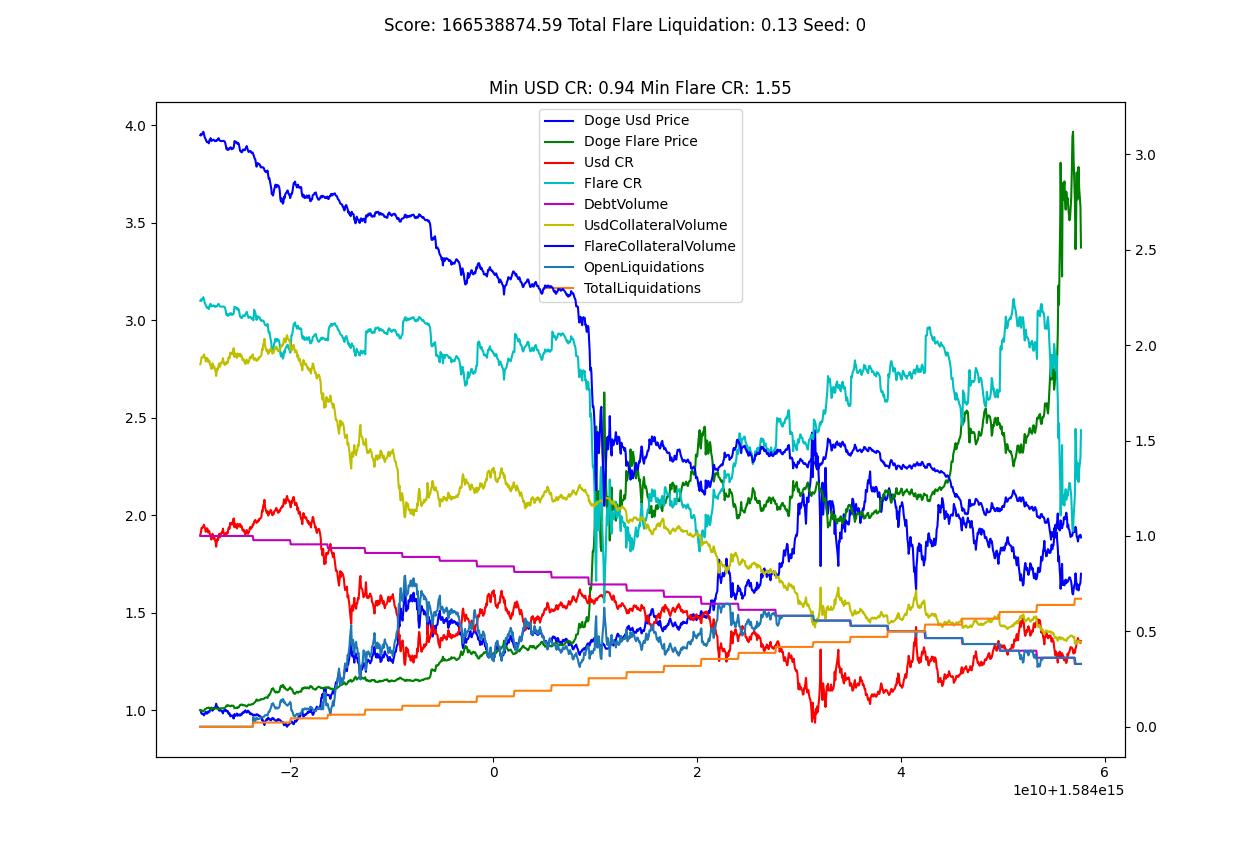 Score: 166538874.59 Total Flare Liquidation: 0.13 Seed: 0
Min USD CR: 0.94 Min Flare CR: 1.55
Doge Usd Price
Doge Flare Price
Usd CR
Flare CR
DebtVolume
UsdCollateralVolume
FlareCollateralVolume
OpenLiquidations
TotalLiquidations
4.0
3.5
3.0
2.5
2.0
1.5
1.0
3.0
2.5
2.0
1.5
1.0
0.5
0.0
−2 0 2 4 6
1e10+1.584e15